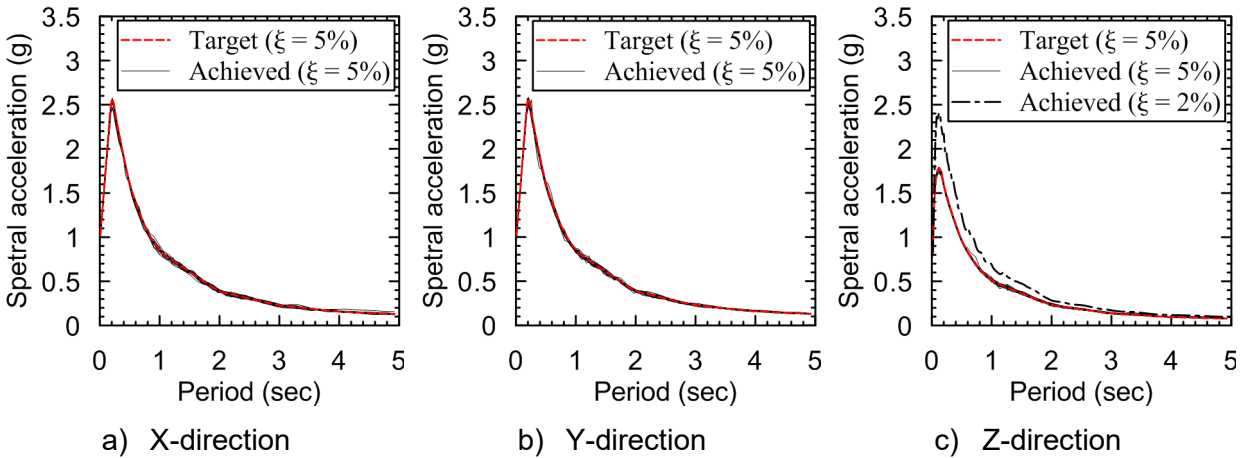 Spetral acceleration (g)
3.5
3
2.5
2
1.5
1
0.5
0
Target (ξ = 5%)
Achieved (ξ = 5%)
0 1 2 3 4 5
Period (sec)
a) X-direction
Spetral acceleration (g)
3.5
3
2.5
2
1.5
1
0.5
0
Target (ξ = 5%)
Achieved (ξ = 5%)
0 1 2 3 4 5
Period (sec)
b) Y-direction
Spetral acceleration (g)
3.5
3
2.5
2
1.5
1
0.5
0
Target (ξ = 5%)
Achieved (ξ = 5%)
Achieved (ξ = 2%)
0 1 2 3 4 5
Period (sec)
c) Z-direction